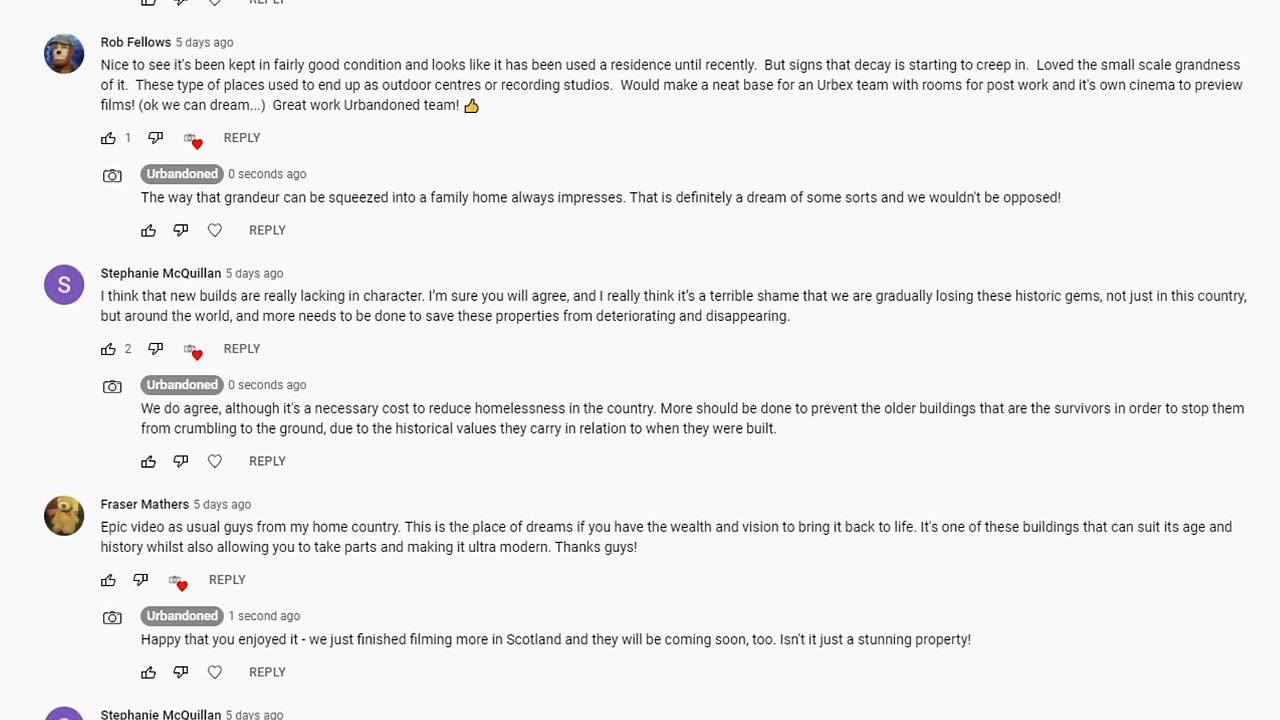 REPLY
Rob Fellows 5 days ago
Nice to see it's been kept in fairly good condition and looks like it has been used a residence until recently.  But signs that decay is starting to creep in.  Loved the small scale grandness
of it.  These type of places used to end up as outdoor centres or recording studios.  Would make a neat base for an Urbex team with rooms for post work and it's own cinema to preview
films! (ok we can dream...)  Great work Urbandoned team! 👍
1 REPLY
Urbandoned 0 seconds ago
The way that grandeur can be squeezed into a family home always impresses. That is definitely a dream of some sorts and we wouldn't be opposed!
REPLY
S
Stephanie McQuillan 5 days ago
I think that new builds are really lacking in character. I’m sure you will agree, and I really think it’s a terrible shame that we are gradually losing these historic gems, not just in this country,
but around the world, and more needs to be done to save these properties from deteriorating and disappearing.
2 REPLY
Urbandoned 0 seconds ago
We do agree, although it's a necessary cost to reduce homelessness in the country. More should be done to prevent the older buildings that are the survivors in order to stop them
from crumbling to the ground, due to the historical values they carry in relation to when they were built.
REPLY
Fraser Mathers 5 days ago
Epic video as usual guys from my home country. This is the place of dreams if you have the wealth and vision to bring it back to life. It's one of these buildings that can suit its age and
history whilst also allowing you to take parts and making it ultra modern. Thanks guys!
REPLY
Urbandoned 1 second ago
Happy that you enjoyed it - we just finished filming more in Scotland and they will be coming soon, too. Isn't it just a stunning property!
REPLY
Stephanie McQuillan 5 days ago